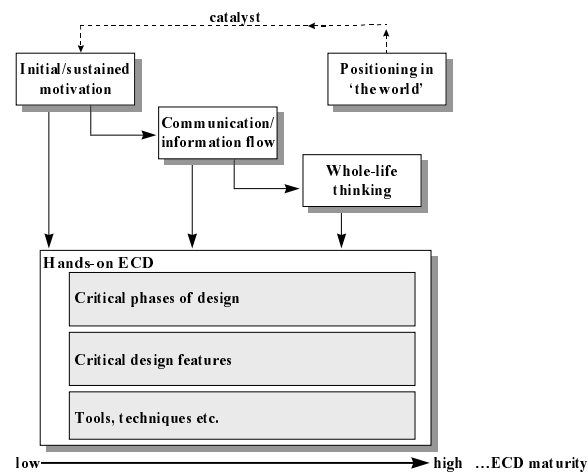 catalyst
Initial/sustained
motivation
Positioning in
‘the world’
Communication/
information flow
Whole-life
thinking
Hands-on ECD
Critical phases of design
Critical design features
Tools, techniques etc.
low
high ...ECD maturity